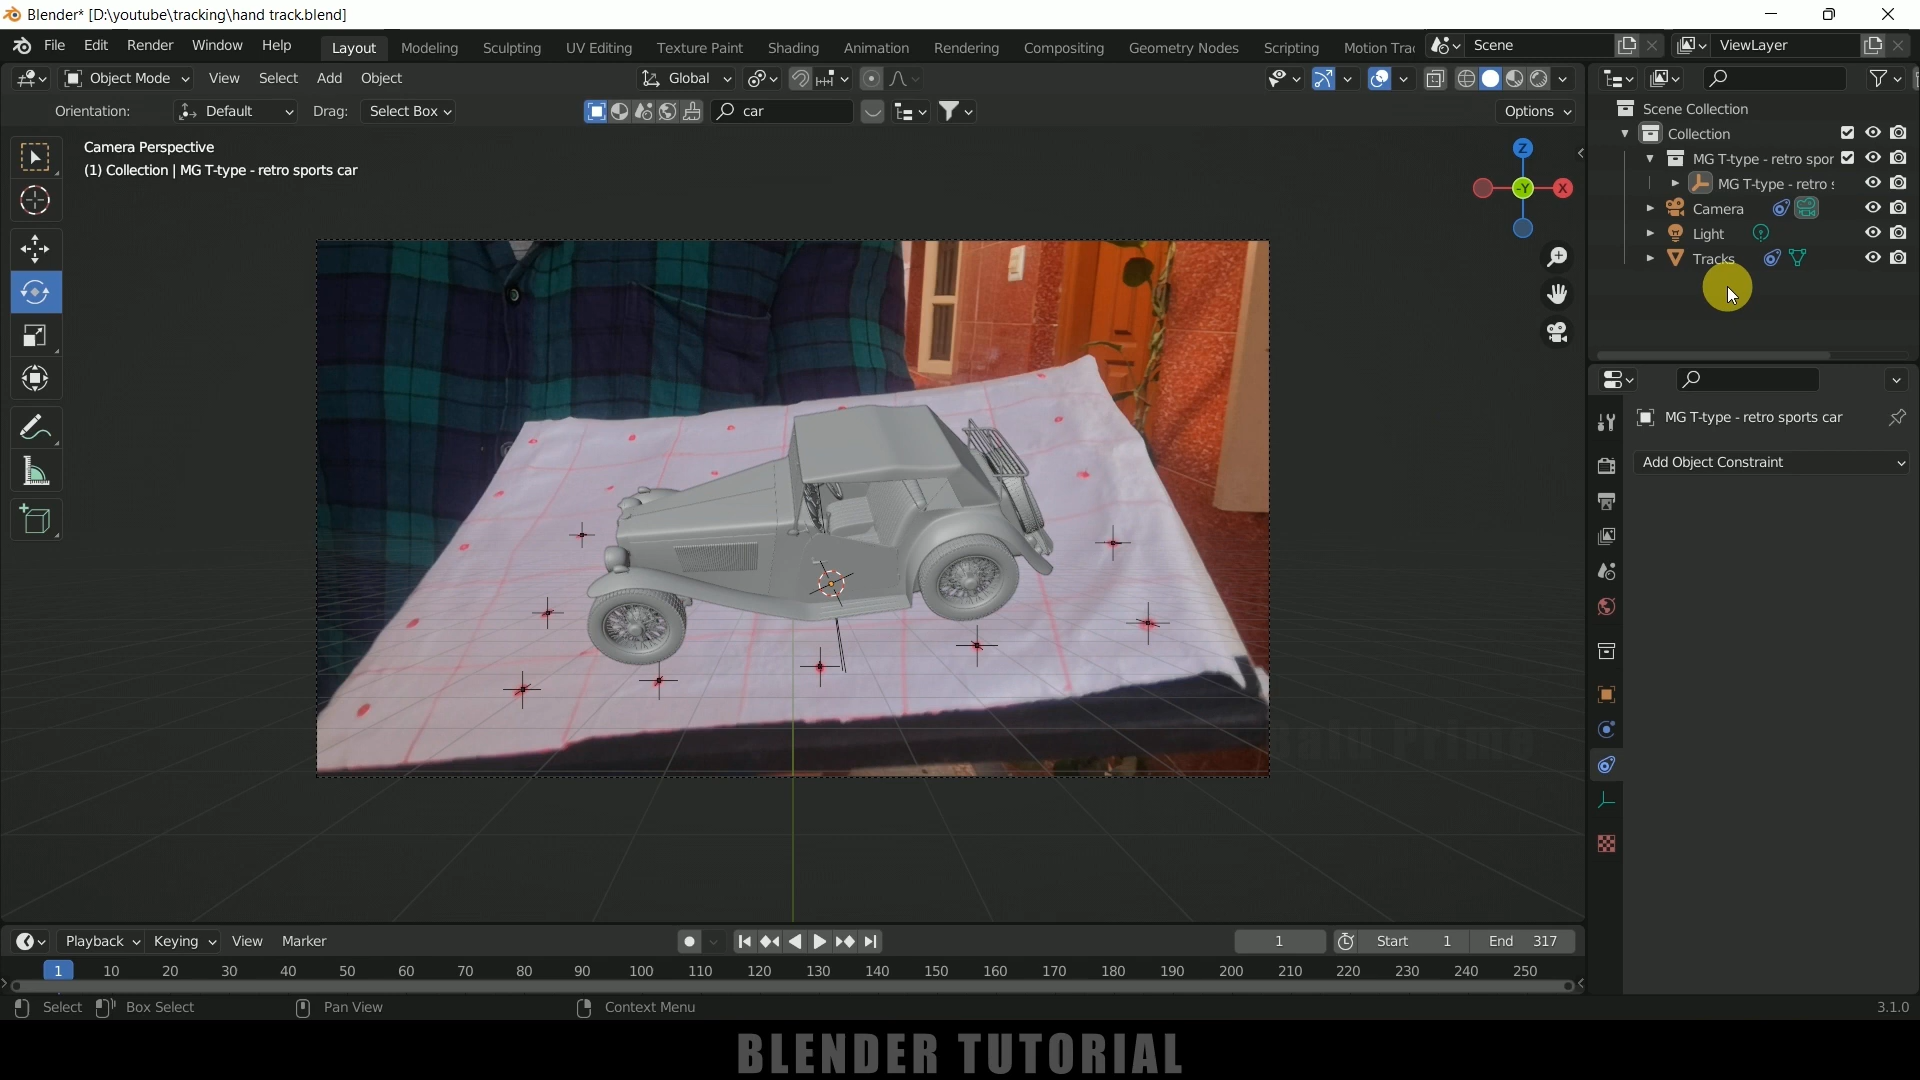 Blender* [D:\youtube\tracking\hand track.blend]
File Edit Render Window Help Layout Modeling Sculpting UV Editing Texture Paint Shading Animation Rendering Compositing Geometry Nodes Scripting Motion Trac Scene ViewLayer
Object Mode View Select Add Object Global
Orientation: Default Drag: Select Box car Options
Camera Perspective
(1) Collection | MG T-type - retro sports car
Z
-Y X
Scene Collection
Collection
MG T-type - retro spor
MG T-type - retro s
Camera
Light
Tracks
MG T-type - retro sports car
Add Object Constraint
Playback Keying View Marker 1 Start 1 End 317
1 10 20 30 40 50 60 70 80 90 100 110 120 130 140 150 160 170 180 190 200 210 220 230 240 250
Select Box Select Pan View Context Menu 3.1.0
BLENDER TUTORIAL